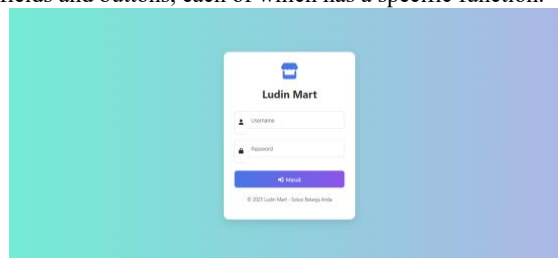 fields and buttons, each of which has a specific function.
Ludin Mart
Username
Password
Masuk
© 2025 Ludin Mart - Solusi Belanja Anda